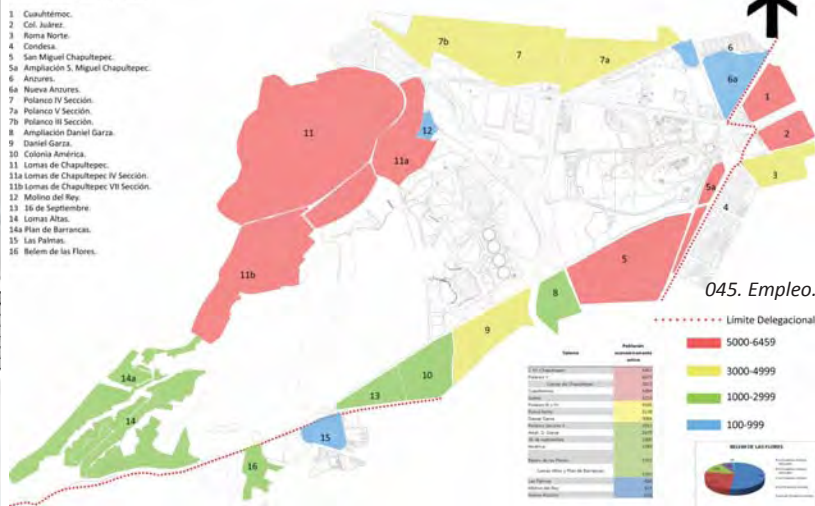 1 Cuauhtémoc.
2 Col. Juárez.
3 Roma Norte.
4 Condesa.
5 San Miguel Chapultepec.
5a Ampliación S. Miguel Chapultepec.
6 Anzures.
6a Nueva Anzures.
7 Polanco IV Sección.
7a Polanco V Sección.
7b Polanco III Sección.
8 Ampliación Daniel Garza.
9 Daniel Garza.
10 Colonia América.
11 Lomas de Chapultepec.
11a Lomas de Chapultepec IV Sección.
11b Lomas de Chapultepec VII Sección.
12 Molino del Rey.
13 16 de Septiembre.
14 Lomas Altas.
14a Plan de Barrancas.
15 Las Palmas.
16 Belem de las Flores.
7b
7
7a
6
6a
1
2
3
4
5a
5
11
11a
12
11b
8
9
10
13
14a
14
15
16
045. Empleo.
Límite Delegacional
5000-6459
3000-4999
1000-2999
100-999
Población
económicamente
activa
BELEM DE LAS FLORES